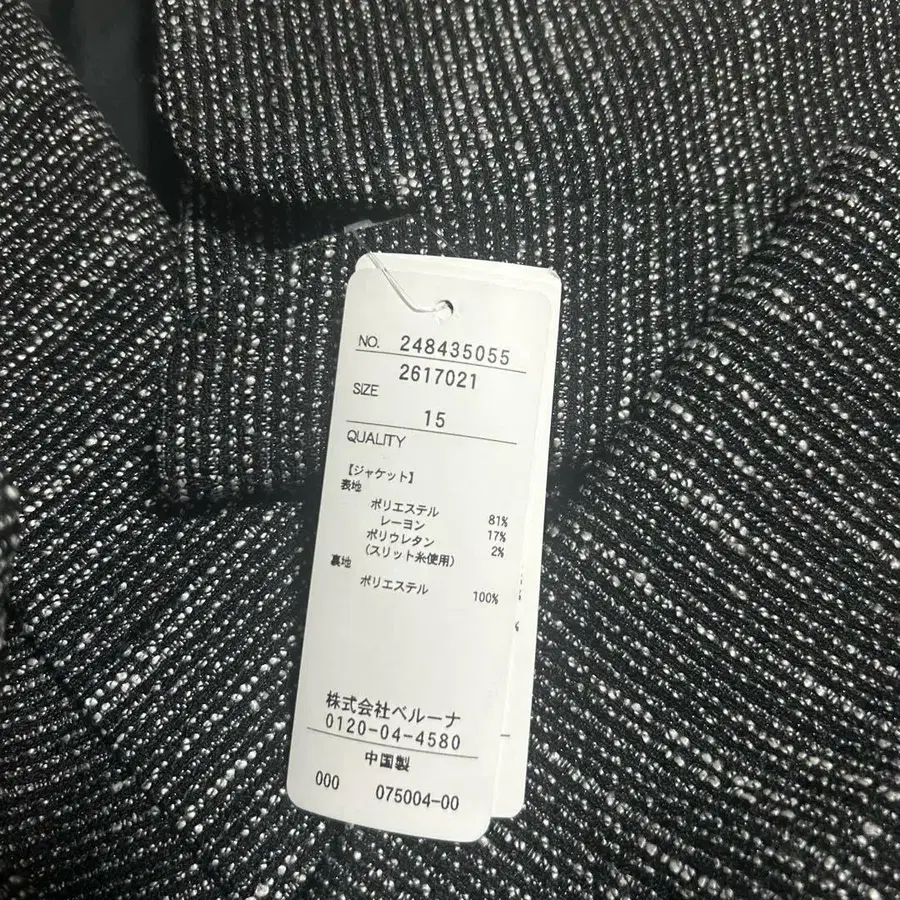 NO. 248435055
2617021
SIZE
15
QUALITY
【ジャケット】
表地
ポリエステル 81%
レーヨン 17%
ポリウレタン 2%
(スリット糸使用)
裏地
ポリエステル 100%
株式会社ベルーナ
0120-04-4580
中国製
000 075004-00